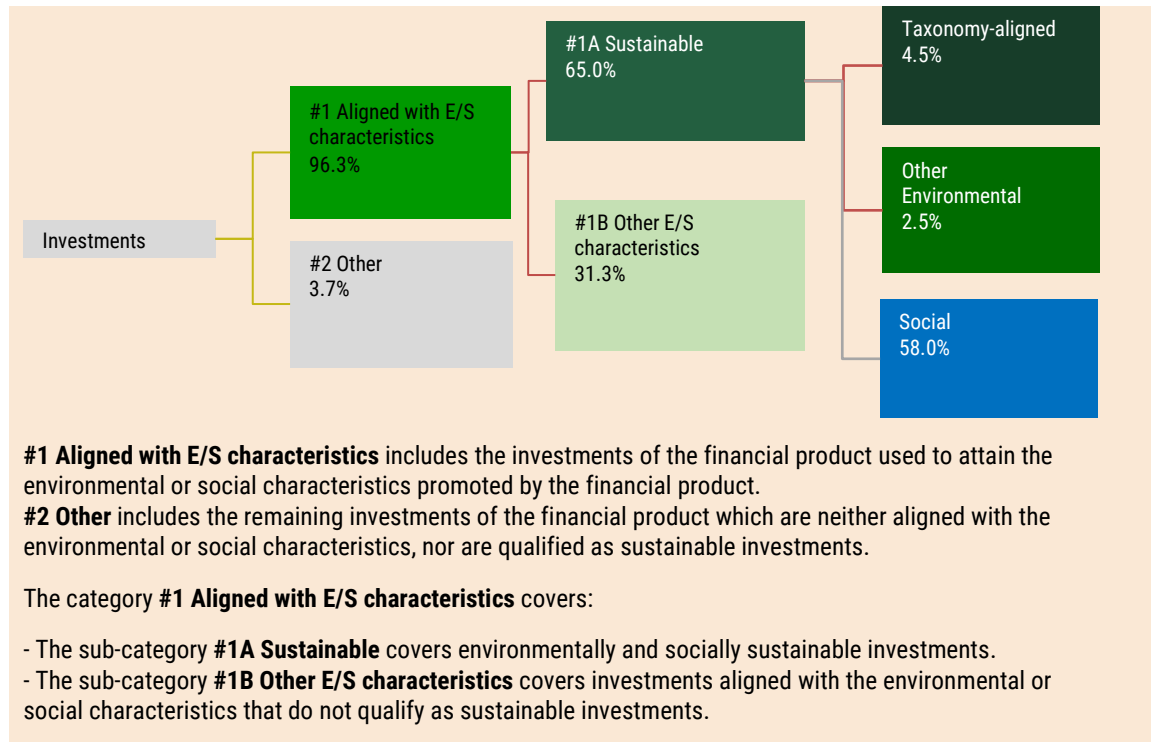 Investments
#1 Aligned with E/S
characteristics
96.3%
#2 Other
3.7%
#1A Sustainable
65.0%
#1B Other E/S
characteristics
31.3%
Taxonomy-aligned
4.5%
Other
Environmental
2.5%
Social
58.0%
#1 Aligned with E/S characteristics includes the investments of the financial product used to attain the
environmental or social characteristics promoted by the financial product.
#2 Other includes the remaining investments of the financial product which are neither aligned with the
environmental or social characteristics, nor are qualified as sustainable investments.
The category #1 Aligned with E/S characteristics covers:
- The sub-category #1A Sustainable covers environmentally and socially sustainable investments.
- The sub-category #1B Other E/S characteristics covers investments aligned with the environmental or
social characteristics that do not qualify as sustainable investments.